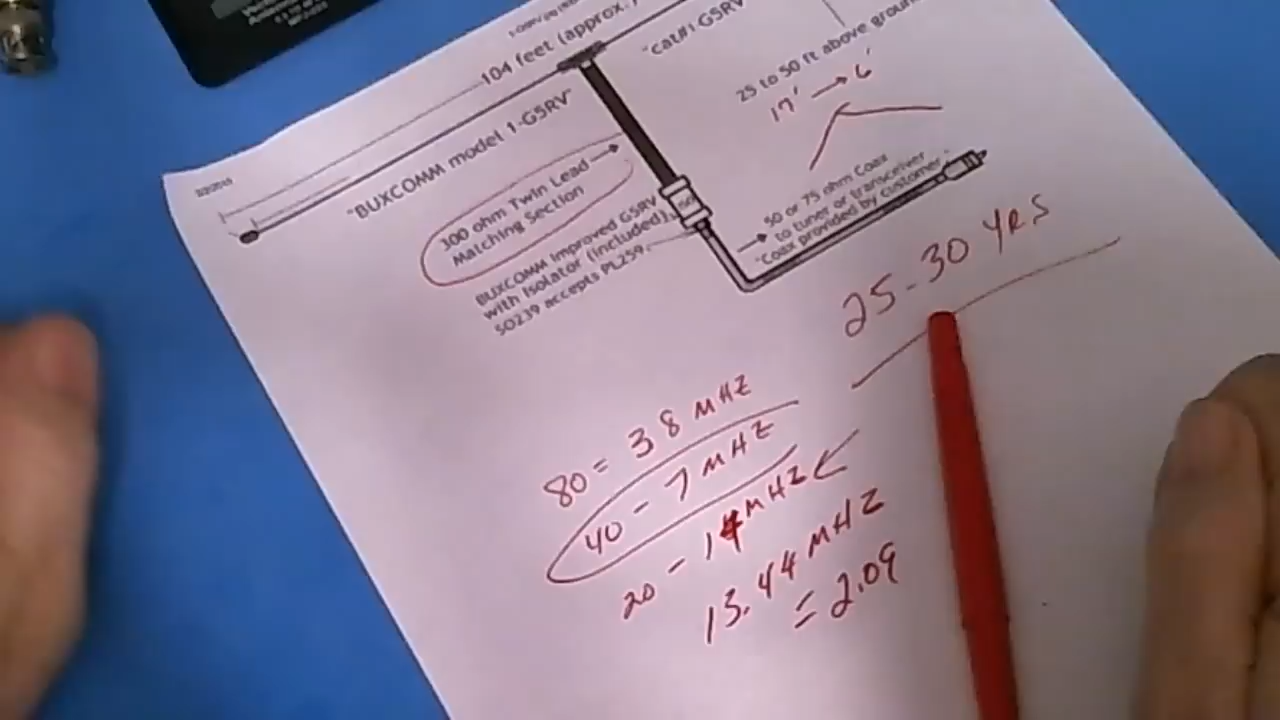 104 feet (approx.)
"cat#1-G5RV
"BUXCOMM model 1-G5RV"
25 to 50 ft above ground
17' → 6'
300 ohm Twin Lead
Matching Section
BUXCOMM Improved G5RV
with Isolator (included),
SO239 accepts PL259.
50 or 75 ohm Coax
to tuner or transceiver
"Coax provided by customer"
25-30 YRS
80 = 38 MHZ
40 - 7 MHZ
20 - 14 MHZ
13.44 MHZ
= 2.09